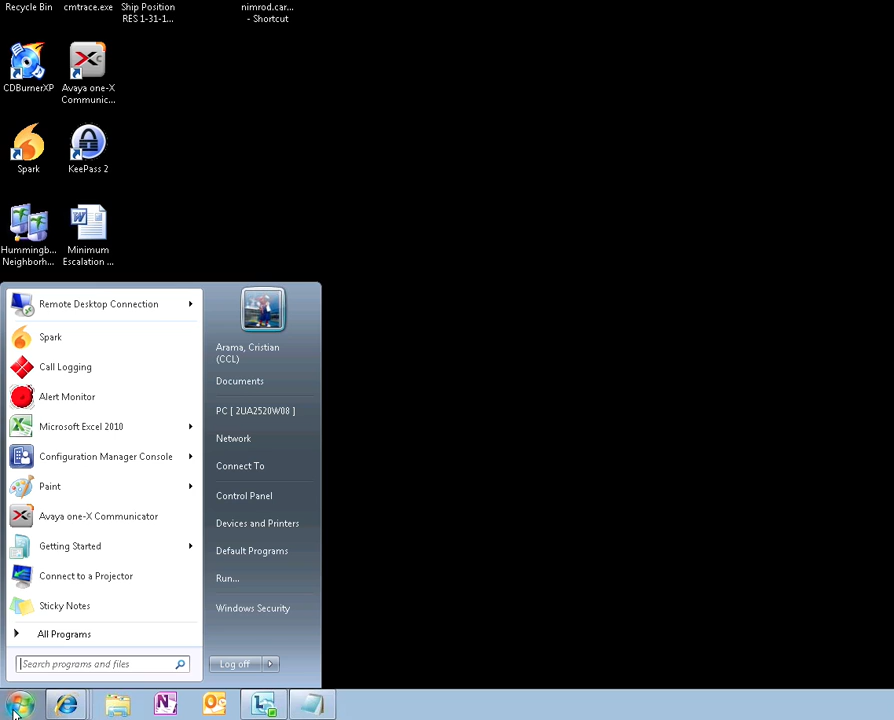 Recycle Bin
cmtrace.exe
Ship Position
RES 1-31-1...
nimrod.car...
- Shortcut
CDBurnerXP
Avaya one-X
Communic...
Spark
KeePass 2
Hummingb...
Neighborh...
Minimum
Escalation ...
Remote Desktop Connection
Spark
Call Logging
Alert Monitor
Microsoft Excel 2010
Configuration Manager Console
Paint
Avaya one-X Communicator
Getting Started
Connect to a Projector
Sticky Notes
All Programs
Search programs and files
Arama, Cristian
(CCL)
Documents
PC [ 2UA2520W08 ]
Network
Connect To
Control Panel
Devices and Printers
Default Programs
Run...
Windows Security
Log off